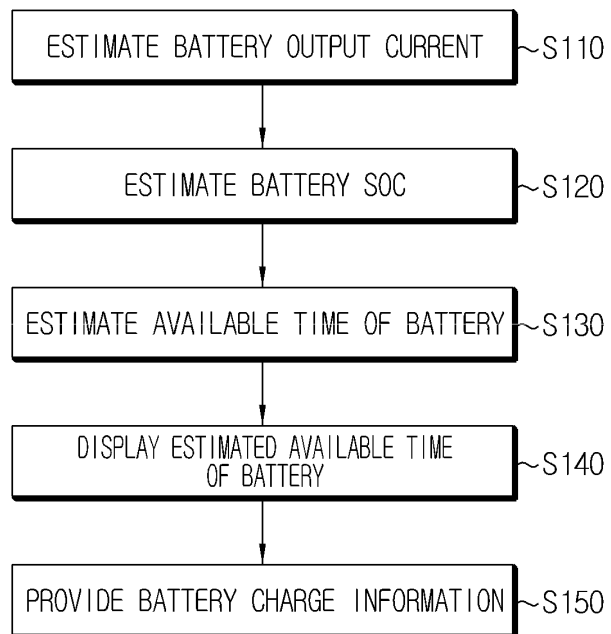 ESTIMATE BATTERY OUTPUT CURRENT ~S110
ESTIMATE BATTERY SOC ~S120
ESTIMATE AVAILABLE TIME OF BATTERY ~S130
DISPLAY ESTIMATED AVAILABLE TIME
OF BATTERY ~S140
PROVIDE BATTERY CHARGE INFORMATION ~S150